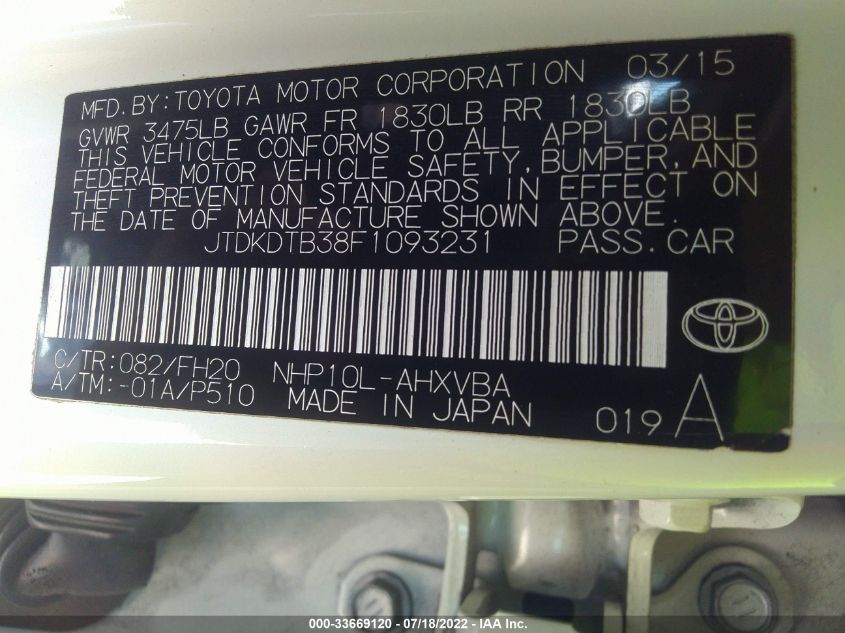 MFD.BY:TOYOTA MOTOR CORPORATION 03/15
GVWR 3475LB GAWR FR 1830LB RR 1830LB
THIS VEHICLE CONFORMS TO ALL APPLICABLE
FEDERAL MOTOR VEHICLE SAFETY,BUMPER,AND
THEFT PREVENTION STANDARDS IN EFFECT ON
THE DATE OF MANUFACTURE SHOWN ABOVE.
JTDKDTB38F1093231 PASS.CAR
C/TR:082/FH20 NHP10L-AHXVBA
A/TM:-01A/P510 MADE IN JAPAN 019 A
000-33669120 - 07/18/2022 - IAA Inc.